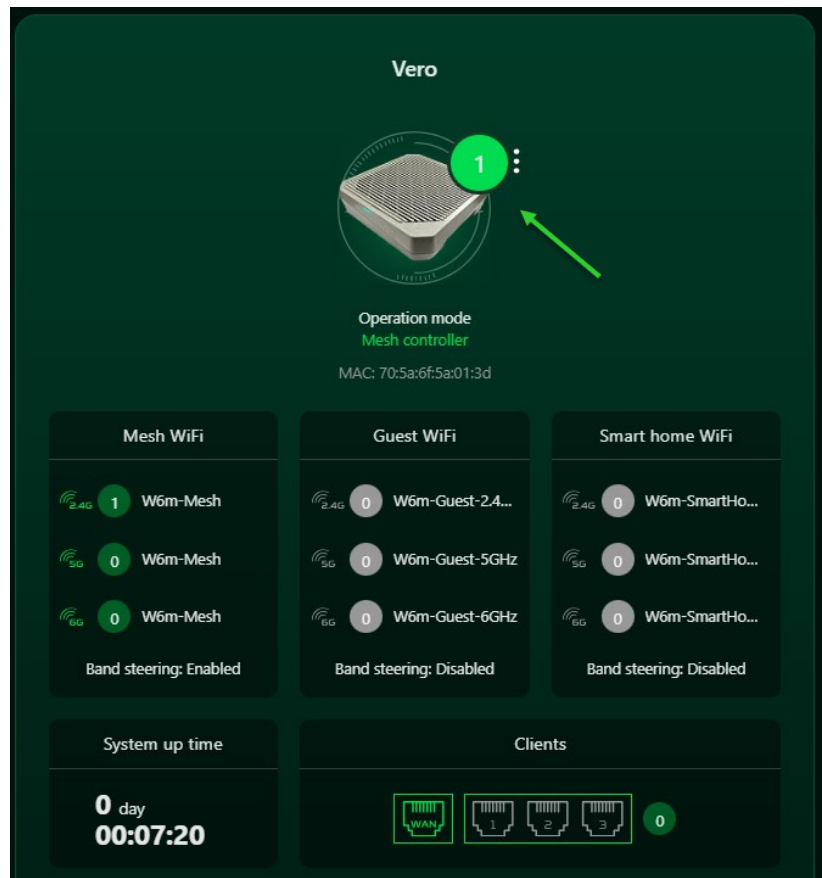 Vero
1
Operation mode
Mesh controller
MAC: 70:5a:6f:5a:01:3d
Mesh WiFi
2.4G 1 W6m-Mesh
5G 0 W6m-Mesh
6G 0 W6m-Mesh
Band steering: Enabled
Guest WiFi
2.4G 0 W6m-Guest-2.4...
5G 0 W6m-Guest-5GHz
6G 0 W6m-Guest-6GHz
Band steering: Disabled
Smart home WiFi
2.4G 0 W6m-SmartHo...
5G 0 W6m-SmartHo...
6G 0 W6m-SmartHo...
Band steering: Disabled
System up time
0 day
00:07:20
Clients
WAN 1 2 3 0